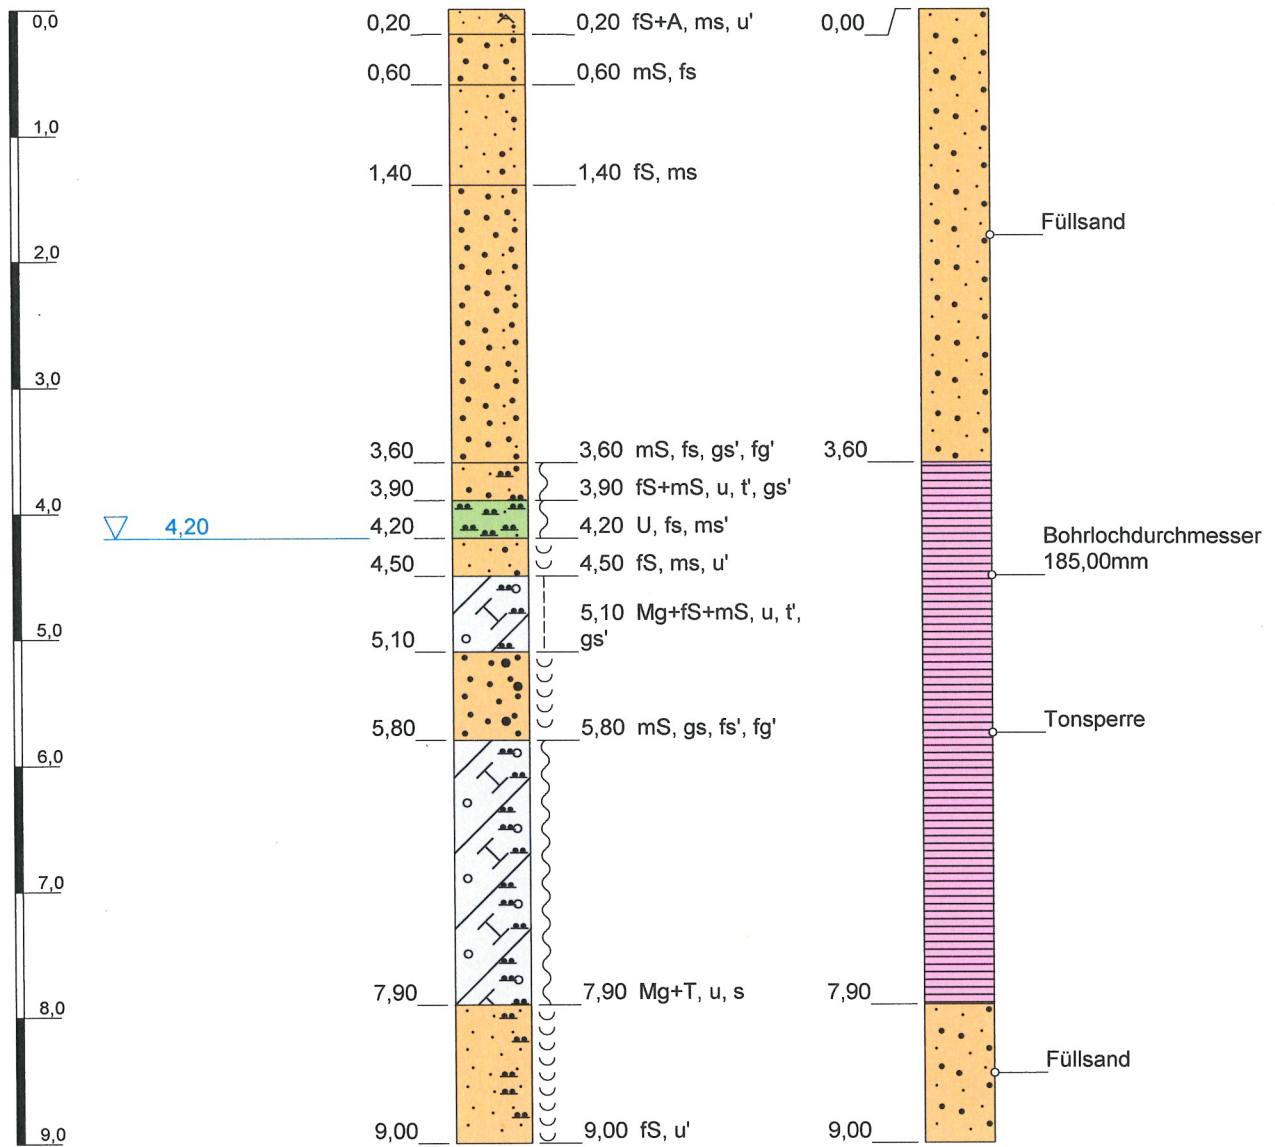 0,0
1,0
2,0
3,0
4,0
5,0
6,0
7,0
8,0
9,0
4,20
0,20
0,60
1,40
3,60
3,90
4,20
4,50
5,10
5,80
7,90
9,00
0,20 fS+A, ms, u'
0,60 mS, fs
1,40 fS, ms
3,60 mS, fs, gs', fg'
3,90 fS+mS, u, t', gs'
4,20 U, fs, ms'
4,50 fS, ms, u'
5,10 Mg+fS+mS, u, t',
gs'
5,80 mS, gs, fs', fg'
7,90 Mg+T, u, s
9,00 fS, u'
0,00
3,60
7,90
9,00
Füllsand
Bohrlochdurchmesser
185,00mm
Tonsperre
Füllsand